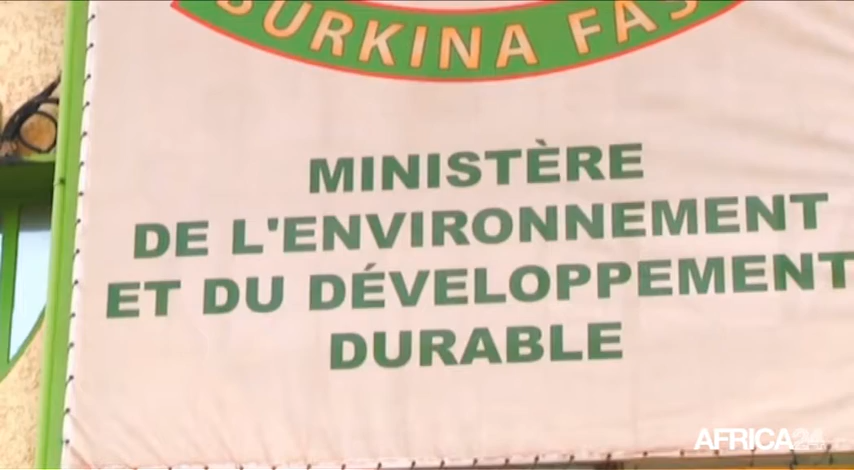 BURKINA FAS
MINISTÈRE
DE L'ENVIRONNEMENT
ET DU DÉVELOPPEMENT
DURABLE
AFRICA24